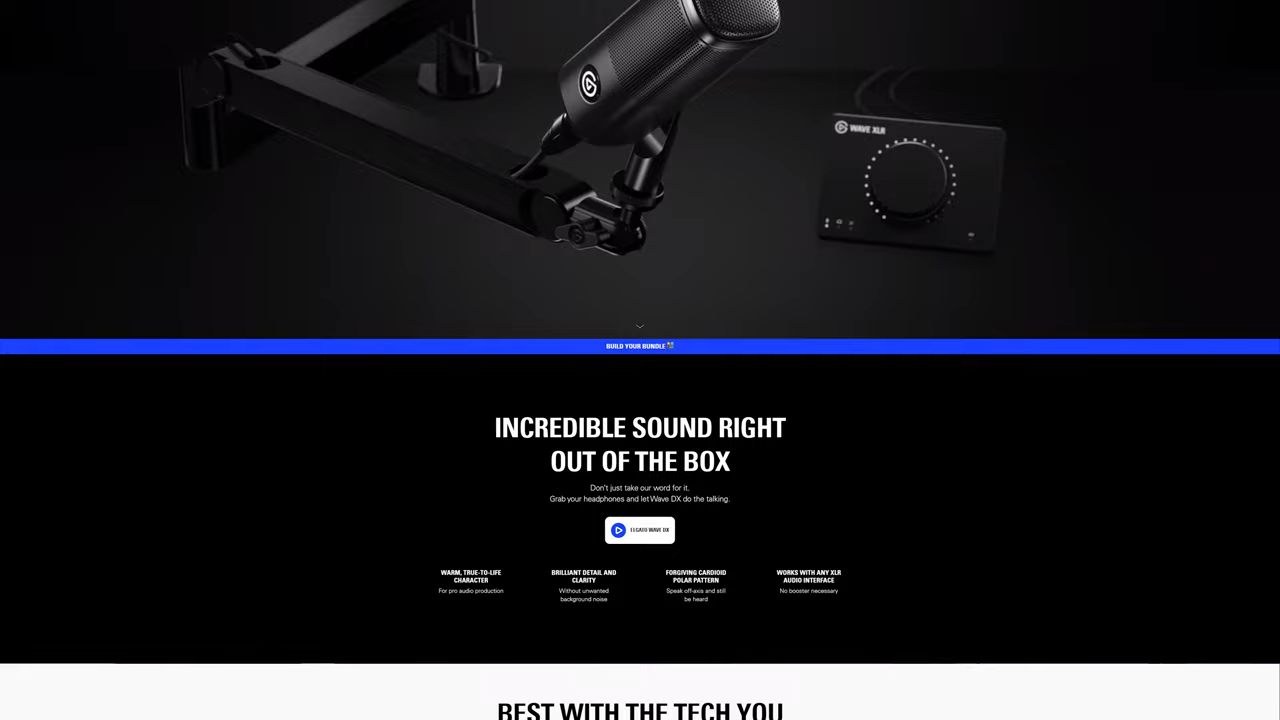 WAVE XLR
BUILD YOUR BUNDLE
INCREDIBLE SOUND RIGHT
OUT OF THE BOX
Don't just take our word for it.
Grab your headphones and let Wave DX do the talking.
ELGATO WAVE DX
WARM, TRUE-TO-LIFE
CHARACTER
For pro audio production
BRILLIANT DETAIL AND
CLARITY
Without unwanted
background noise
FORGIVING CARDIOID
POLAR PATTERN
Speak off-axis and still
be heard
WORKS WITH ANY XLR
AUDIO INTERFACE
No booster necessary
BEST WITH THE TECH YOU